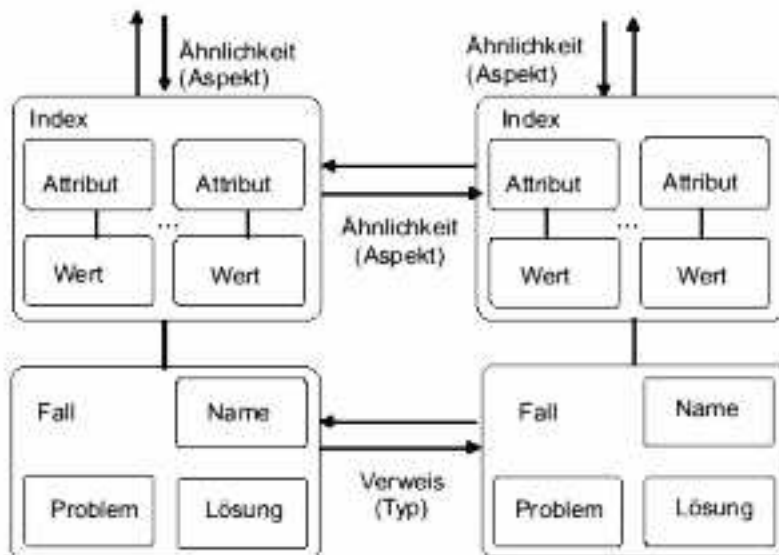 Ähnlichkeit
(Aspekt)
Ähnlichkeit
(Aspekt)
Index
Attribut
Attribut
...
Wert
Wert
Index
Attribut
Attribut
...
Wert
Wert
Ähnlichkeit
(Aspekt)
Fall
Name
Problem
Lösung
Fall
Name
Problem
Lösung
Verweis
(Typ)